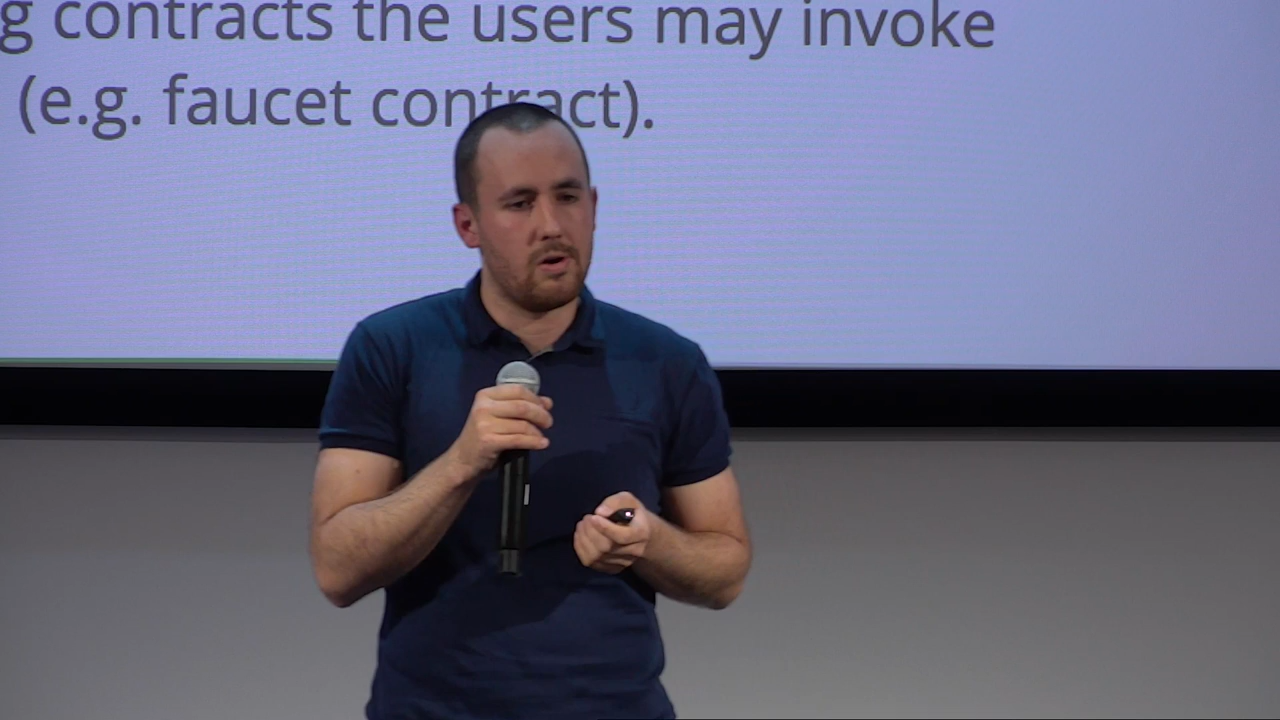 g contracts the users may invoke
(e.g. faucet contract).